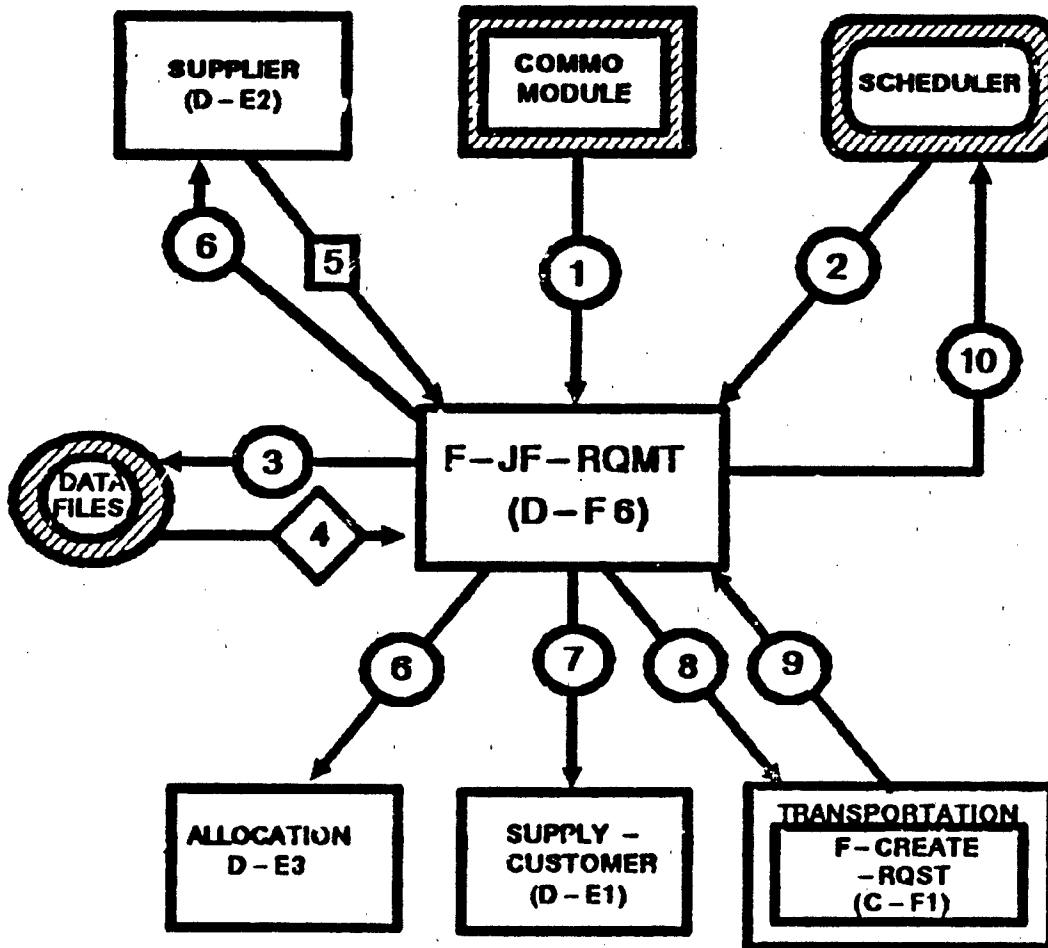 SUPPLIER
(D-E2)
COMMO
MODULE
SCHEDULER
6
5
1
2
10
3
DATA
FILES
4
F-JF-RQMT
(D-F6)
6
7
8
9
ALLOCATION
D-E3
SUPPLY-
CUSTOMER
(D-E1)
TRANSPORTATION
F-CREATE
-RQST
(C-F1)